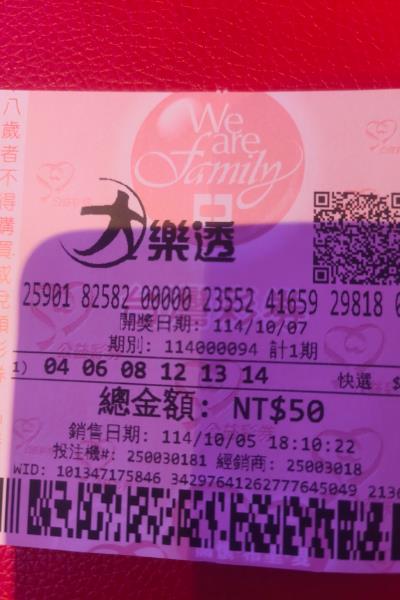 八歲者不得購買或兌領彩券
We
are
Family
大樂透
25901 82582 00000 23552 41659 29818
開獎日期: 114/10/07
期別: 114000094 計1期
1) 04 06 08 12 13 14 快選
總金額: NT$50
銷售日期: 114/10/05 18:10:22
投注機#: 250030181 經銷商: 25003018
WID: 101347175846 34297641262777645049 2136